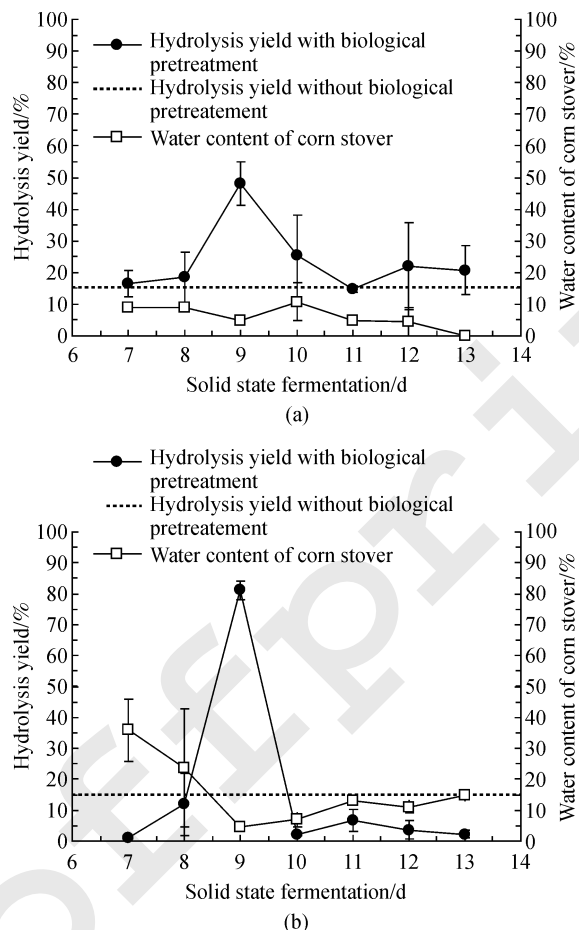 100
90
80
70
60
50
40
30
20
10
0
Hydrolysis yield/%
Hydrolysis yield with biological
pretreatment
Hydrolysis yield without biological
pretreatement
Water content of corn stover
100
90
80
70
60
50
40
30
20
10
0
Water content of corn stover/%
6 7 8 9 10 11 12 13 14
Solid state fermentation/d
(a)
Hydrolysis yield with biological
pretreatment
Hydrolysis yield without biological
pretreatement
Water content of corn stover
100
90
80
70
60
50
40
30
20
10
0
Hydrolysis yield/%
100
90
80
70
60
50
40
30
20
10
0
Water content of corn stover/%
6 7 8 9 10 11 12 13 14
Solid state fermentation/d
(b)